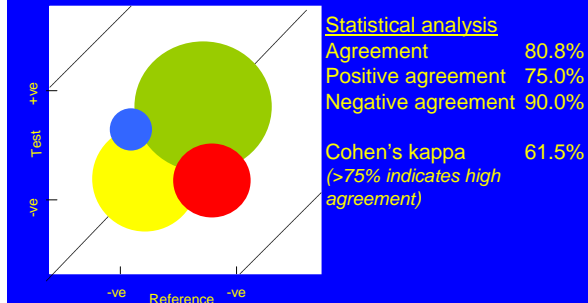 Statistical analysis
Agreement 80.8%
Positive agreement 75.0%
Negative agreement 90.0%
Cohen's kappa 61.5%
(>75% indicates high
agreement)
+ve
Test
-ve
-ve
Reference
-ve